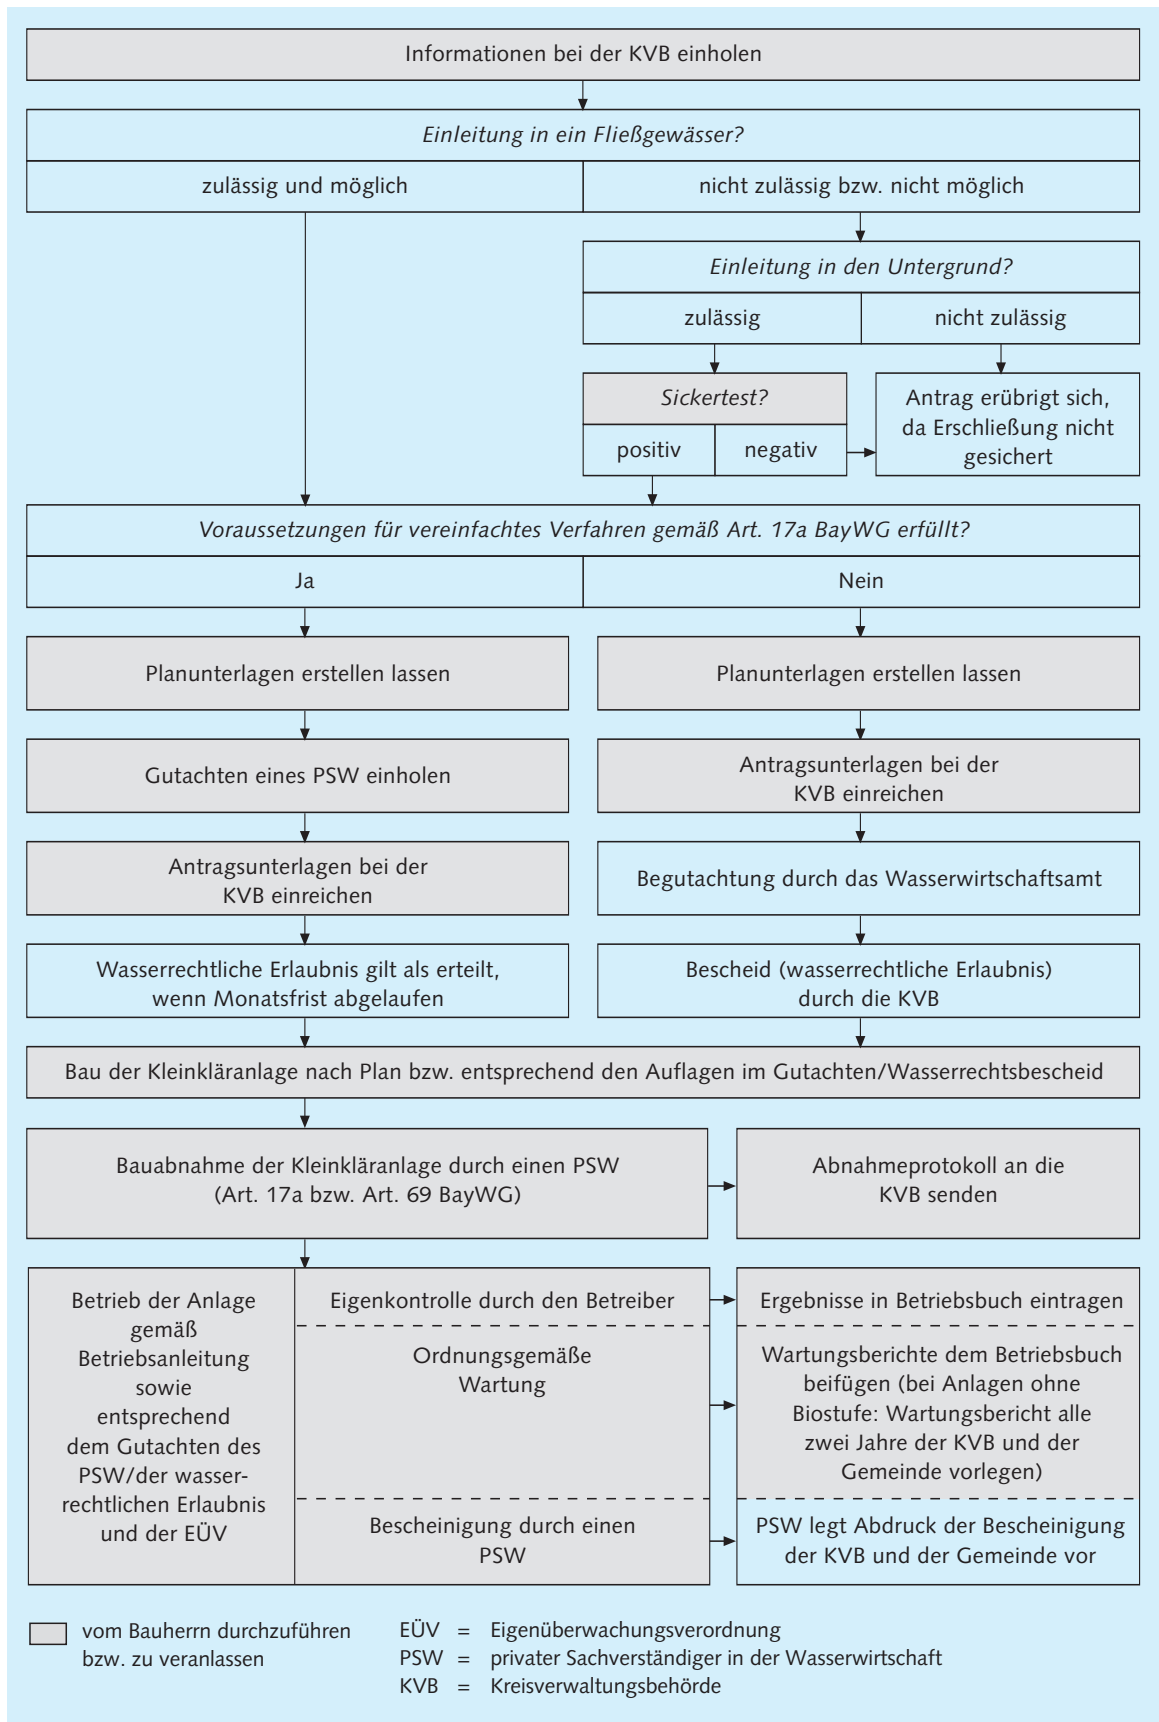 Informationen bei der KVB einholen
Einleitung in ein Fließgewässer?
zulässig und möglich
nicht zulässig bzw. nicht möglich
Einleitung in den Untergrund?
zulässig
nicht zulässig
Sickertest?
positiv
negativ
Antrag erübrigt sich,
da Erschließung nicht
gesichert
Voraussetzungen für vereinfachtes Verfahren gemäß Art. 17a BayWG erfüllt?
Ja
Nein
Planunterlagen erstellen lassen
Planunterlagen erstellen lassen
Gutachten eines PSW einholen
Antragsunterlagen bei der
KVB einreichen
Antragsunterlagen bei der
KVB einreichen
Begutachtung durch das Wasserwirtschaftsamt
Wasserrechtliche Erlaubnis gilt als erteilt,
wenn Monatsfrist abgelaufen
Bescheid (wasserrechtliche Erlaubnis)
durch die KVB
Bau der Kleinkläranlage nach Plan bzw. entsprechend den Auflagen im Gutachten/Wasserrechtsbescheid
Bauabnahme der Kleinkläranlage durch einen PSW
(Art. 17a bzw. Art. 69 BayWG)
Abnahmeprotokoll an die
KVB senden
Betrieb der Anlage
gemäß
Betriebsanleitung
sowie
entsprechend
dem Gutachten des
PSW/der wasser-
rechtlichen Erlaubnis
und der EÜV
Eigenkontrolle durch den Betreiber
Ergebnisse in Betriebsbuch eintragen
Ordnungsgemäße
Wartung
Wartungsberichte dem Betriebsbuch
beifügen (bei Anlagen ohne
Biostufe: Wartungsbericht alle
zwei Jahre der KVB und der
Gemeinde vorlegen)
Bescheinigung durch einen
PSW
PSW legt Abdruck der Bescheinigung
der KVB und der Gemeinde vor
vom Bauherrn durchzuführen
bzw. zu veranlassen
EÜV = Eigenüberwachungsverordnung
PSW = privater Sachverständiger in der Wasserwirtschaft
KVB = Kreisverwaltungsbehörde